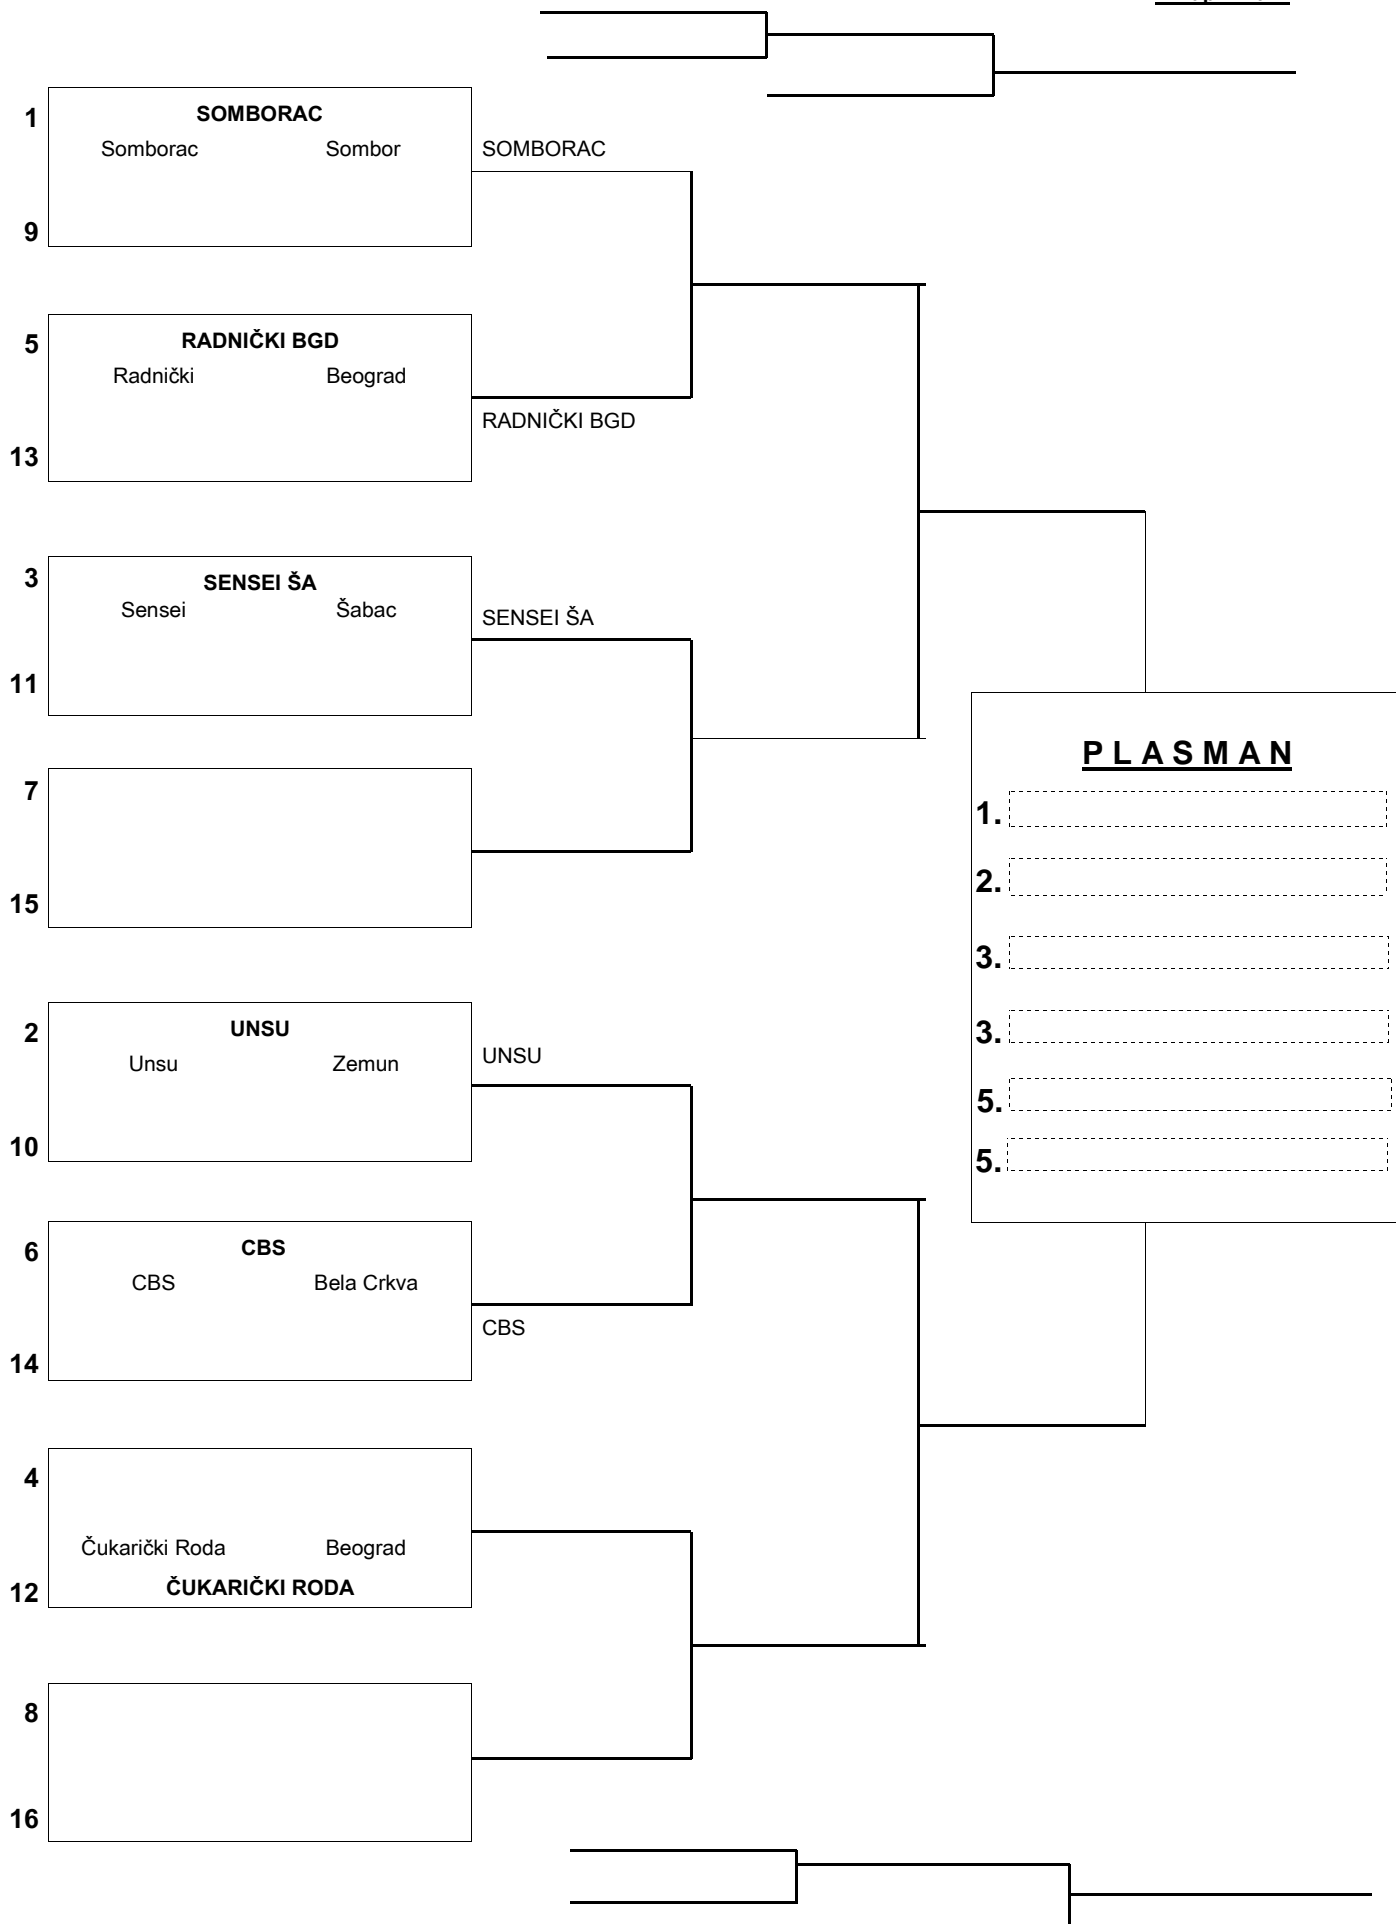 1
SOMBORAC
Somborac Sombor
SOMBORAC
9
5
RADNIČKI BGD
Radnički Beograd
RADNIČKI BGD
13
3
SENSEI ŠA
Sensei Šabac
SENSEI ŠA
11
7
15
PLASMAN
1.
2.
3.
3.
5.
5.
2
UNSU
Unsu Zemun
UNSU
10
6
CBS
CBS Bela Crkva
CBS
14
4
Čukarički Roda Beograd
12
ČUKARIČKI RODA
8
16